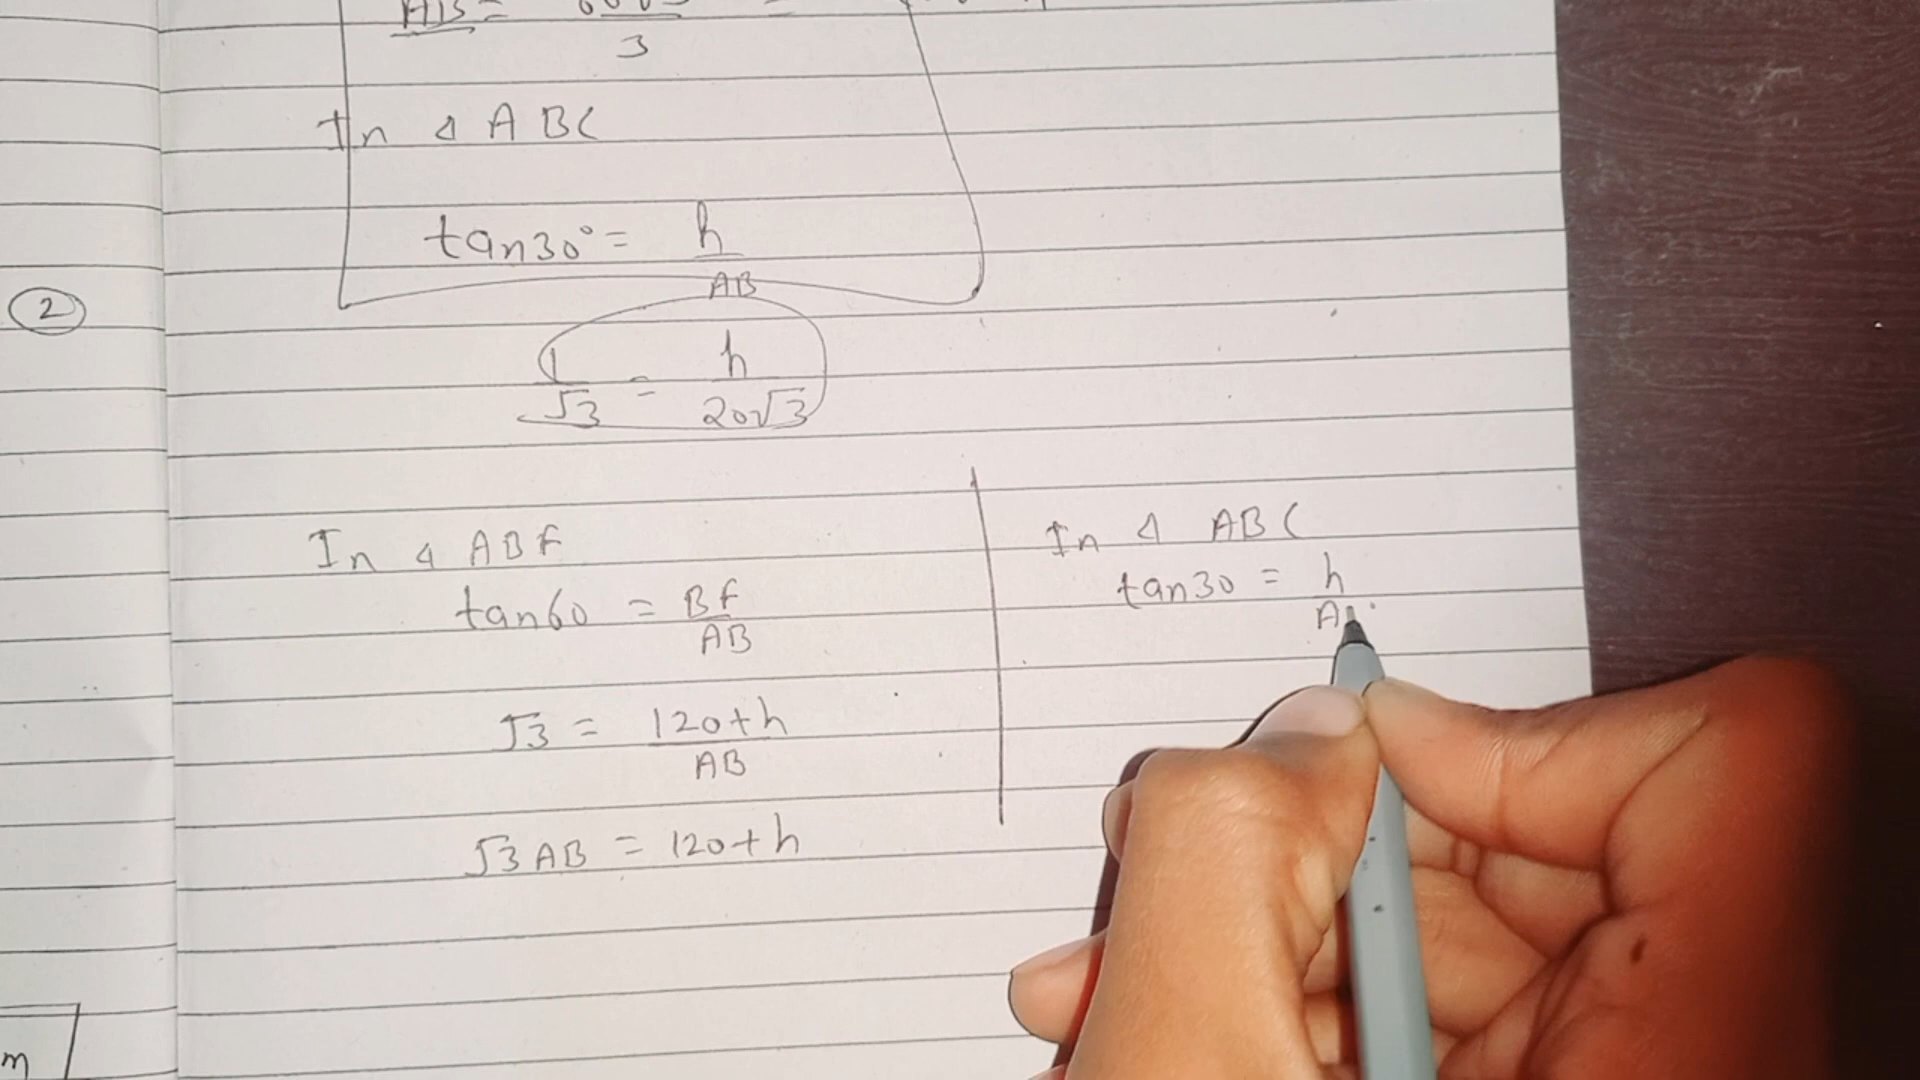 3
In △ ABC
tan30° = h/AB
②
1/√3 = h/20√3
In △ ABF
tan60 = BF/AB
√3 = 120+h/AB
√3 AB = 120+h
In △ ABC
tan30 = h/A
m